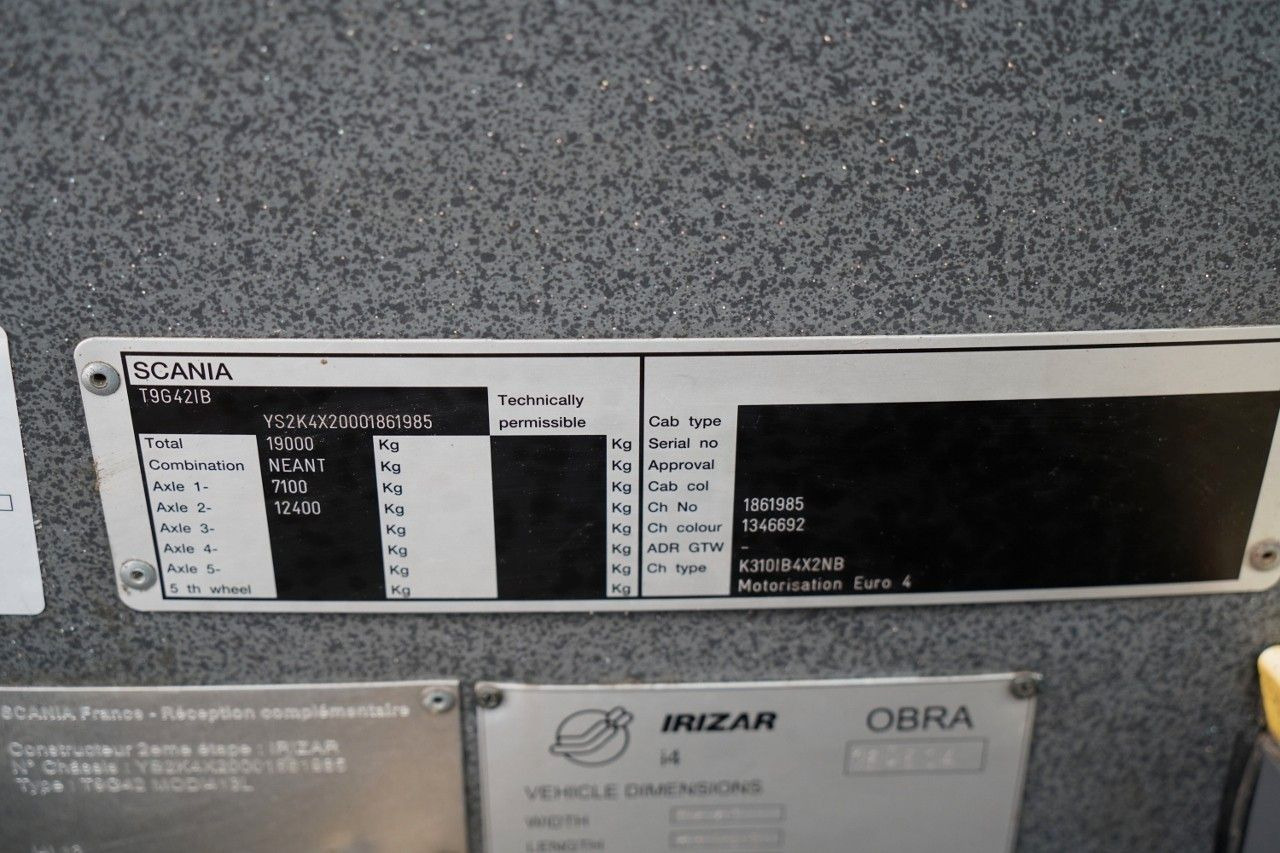 SCANIA
T9G42IB
YS2K4X20001861985
Technically
permissible
Total 19000 Kg Kg
Combination NEANT Kg Kg
Axle 1- 7100 Kg Kg
Axle 2- 12400 Kg Kg
Axle 3- Kg Kg
Axle 4- Kg Kg
Axle 5- Kg Kg
5 th wheel Kg Kg
Cab type
Serial no
Approval
Cab col
Ch No 1861985
Ch colour 1346692
ADR GTW -
Ch type K310IB4X2NB
Motorisation Euro 4
SCANIA France - Réception complémentaire
Constructeur 2eme étape : IRIZAR
N° Châssis : YS2K4X20001861985
Type : T9G42
IRIZAR
i4
OBRA
VEHICLE DIMENSIONS
WIDTH
LENGTH